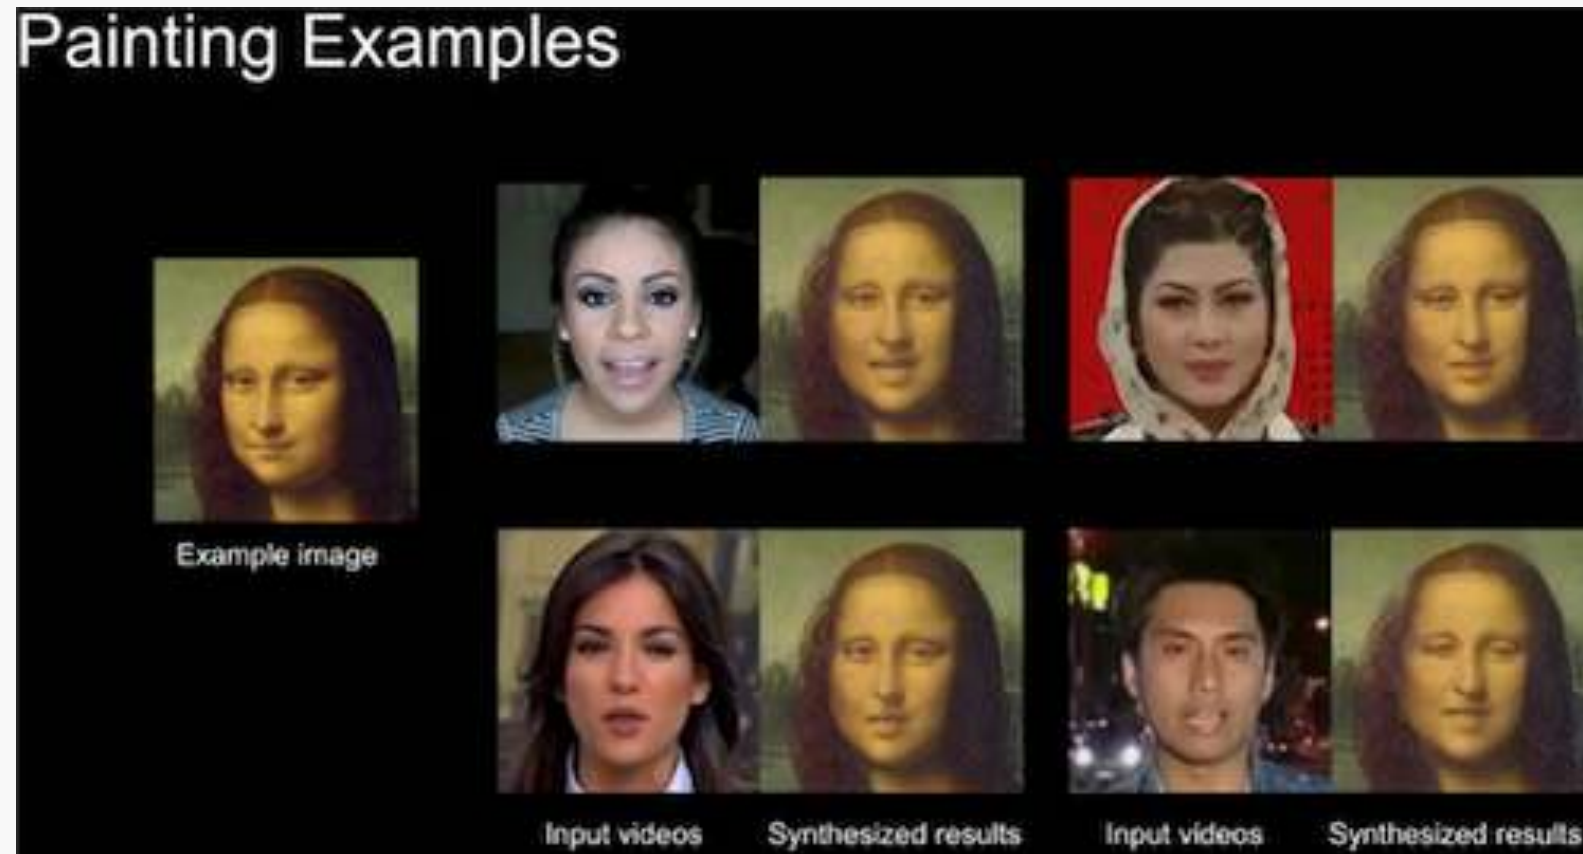 Painting Examples
Example image
Input videos
Synthesized results
Input videos
Synthesized results